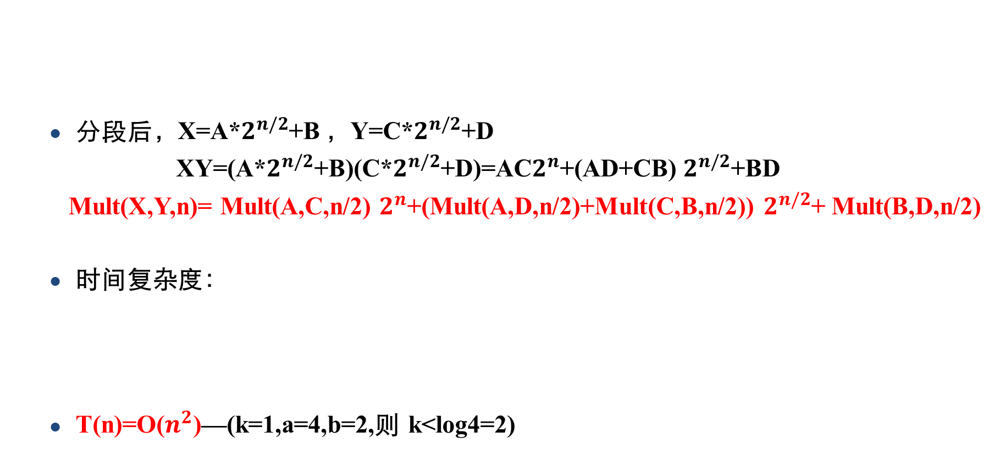 • 分段后，X=A*2^{n/2}+B ，Y=C*2^{n/2}+D
XY=(A*2^{n/2}+B)(C*2^{n/2}+D)=AC2^n+(AD+CB) 2^{n/2}+BD
Mult(X,Y,n)= Mult(A,C,n/2) 2^n+(Mult(A,D,n/2)+Mult(C,B,n/2)) 2^{n/2}+ Mult(B,D,n/2)
• 时间复杂度：
• T(n)=O(n^2)—(k=1,a=4,b=2,则 k<log4=2)